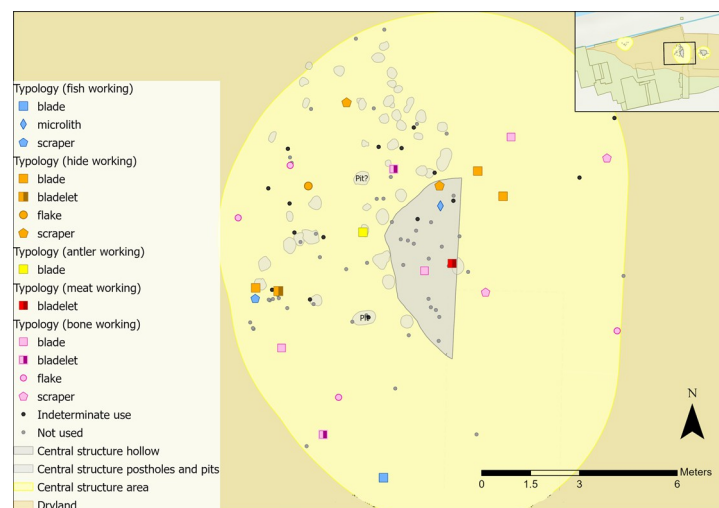 Typology (fish working)
blade
microlith
scraper
Typology (hide working)
blade
bladelet
flake
scraper
Typology (antler working)
blade
Typology (meat working)
bladelet
Typology (bone working)
blade
bladelet
flake
scraper
Indeterminate use
Not used
Central structure hollow
Central structure postholes and pits
Central structure area
Dryland
Pit?
Pit
N
Meters
0 1.5 3 6